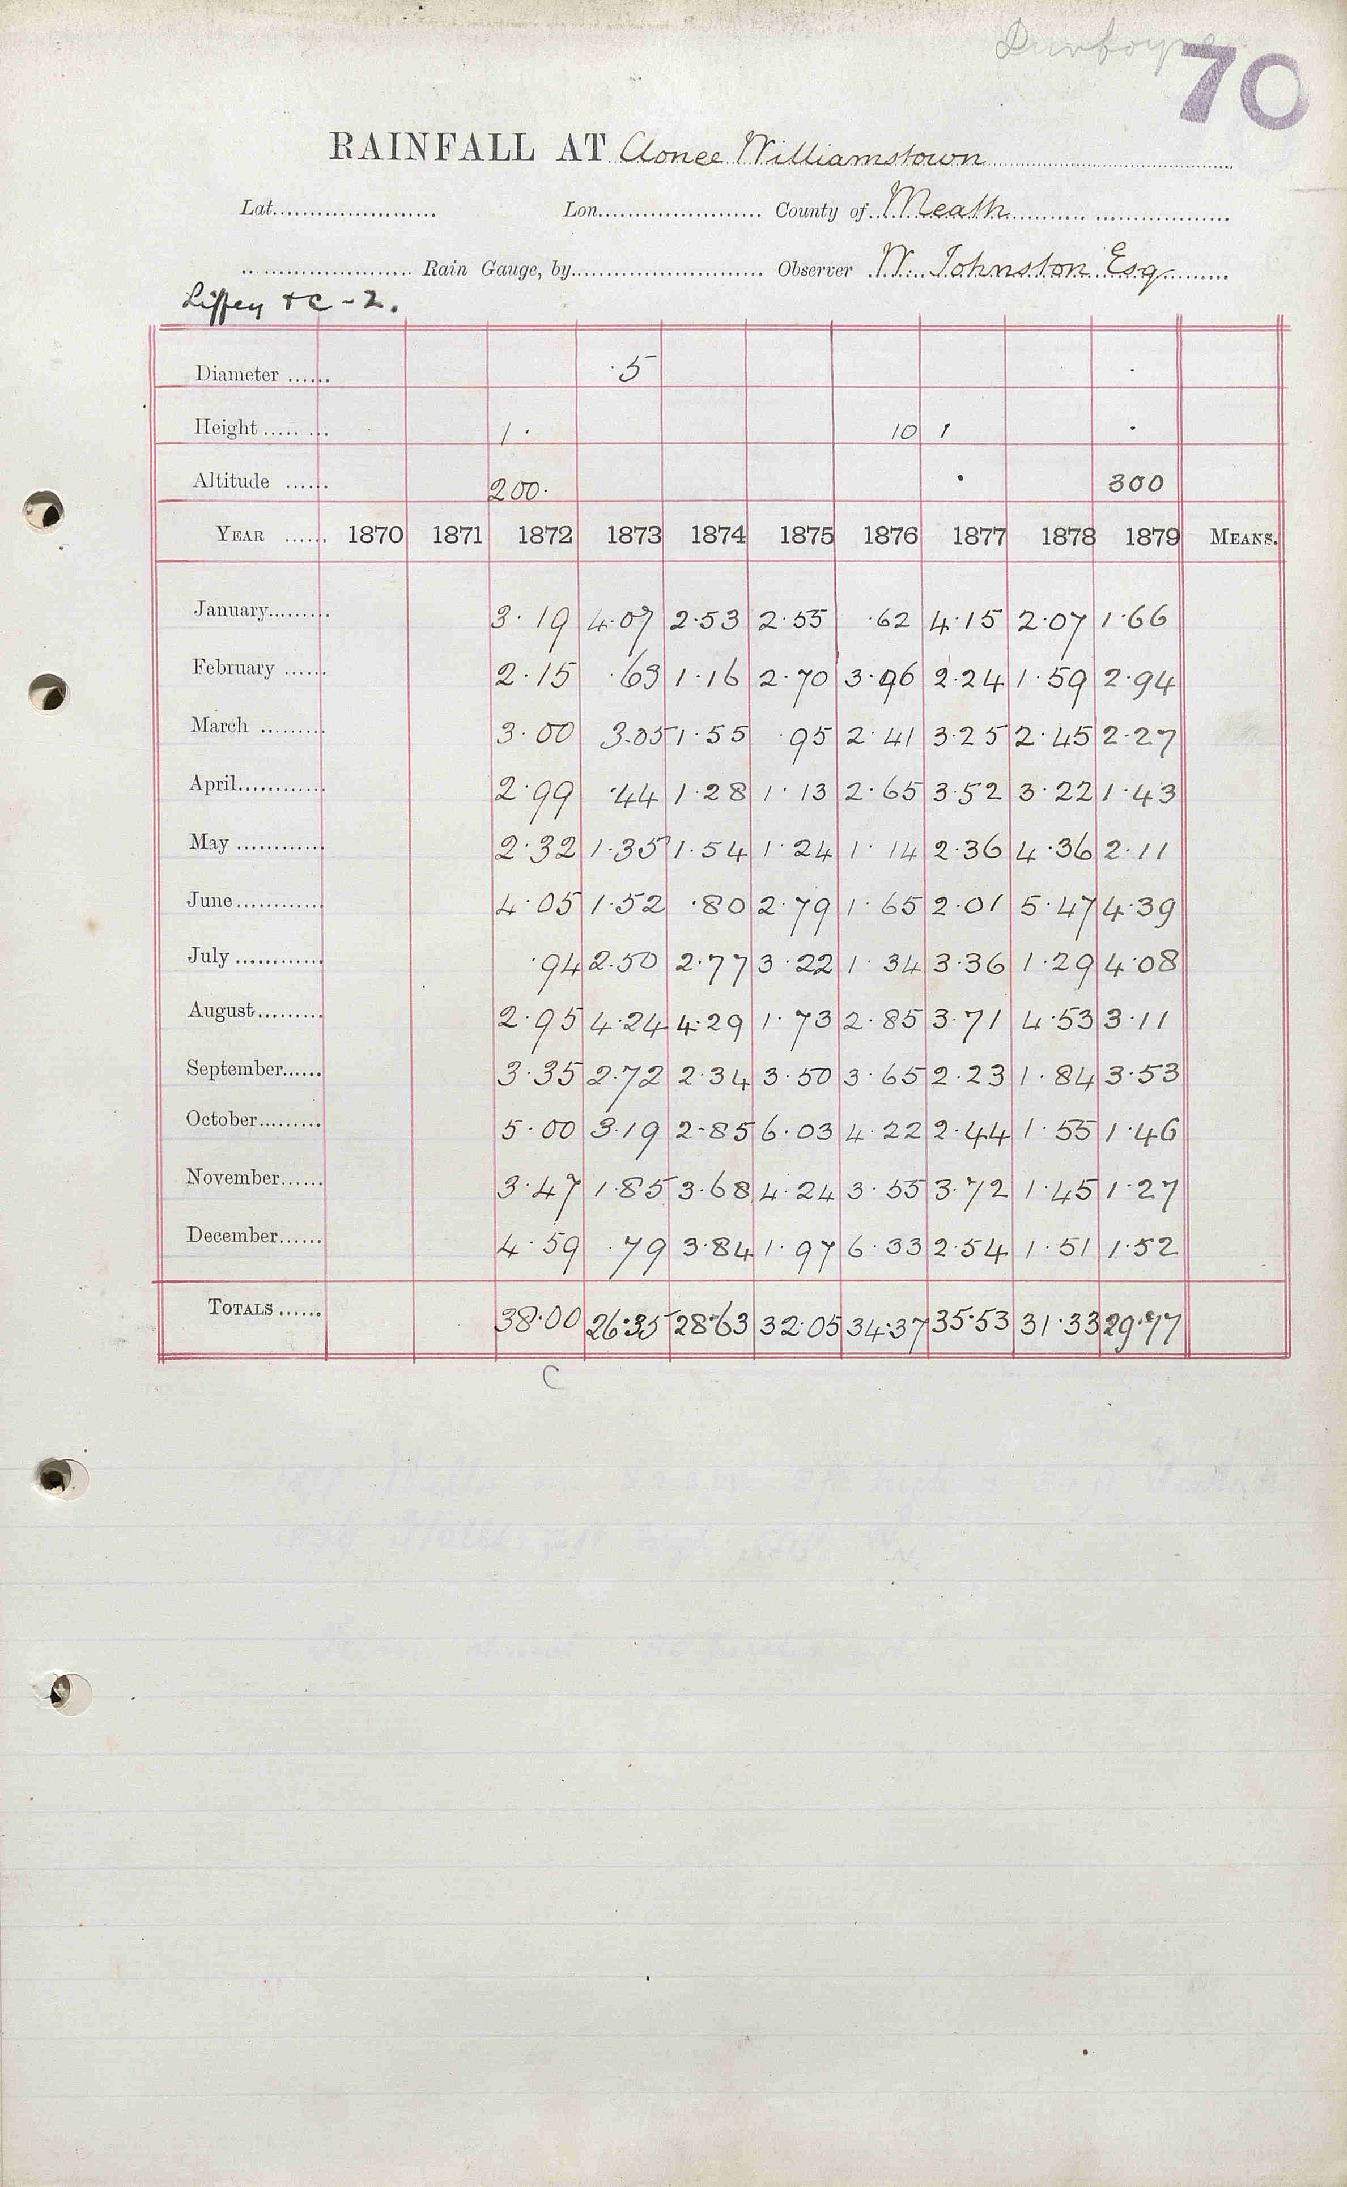 Dunboyne
70
RAINFALL AT Clonee Williamstown
Lat. Lon. County of Meath
Rain Gauge, by Observer W. Johnston Esq
Liffey &c - 2.
Diameter ...... 5
Height ...... 1 10 1
Altitude ...... 200 300
YEAR ...... 1870 1871 1872 1873 1874 1875 1876 1877 1878 1879 MEANS.
January 3.19 4.07 2.53 2.55 .62 4.15 2.07 1.66
February 2.15 .63 1.16 2.70 3.96 2.24 1.59 2.94
March 3.00 3.05 1.55 .95 2.41 3.25 2.45 2.27
April 2.99 .44 1.28 1.13 2.65 3.52 3.22 1.43
May 2.32 1.35 1.54 1.24 1.14 2.36 4.36 2.11
June 4.05 1.52 .80 2.79 1.65 2.01 5.47 4.39
July .94 2.50 2.77 3.22 1.34 3.36 1.29 4.08
August 2.95 4.24 4.29 1.73 2.85 3.71 4.53 3.11
September 3.35 2.72 2.34 3.50 3.65 2.23 1.84 3.53
October 5.00 3.19 2.85 6.03 4.22 2.44 1.55 1.46
November 3.47 1.85 3.68 4.24 3.55 3.72 1.45 1.27
December 4.59 .79 3.84 1.97 6.33 2.54 1.51 1.52
TOTALS 38.00 26.35 28.63 32.05 34.37 35.53 31.33 29.77
C